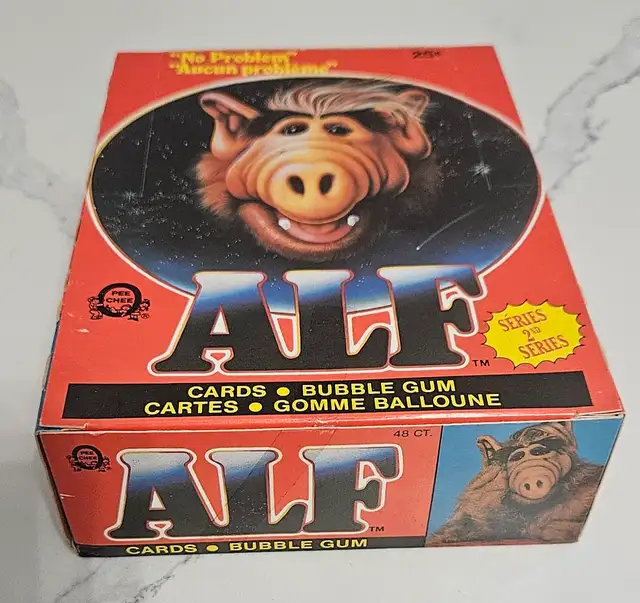 "No Problem"
"Aucun problème"
25¢
ALF
TM
O
PEE
CHEE
®
SÉRIES
2ND
SERIES
CARDS ● BUBBLE GUM
CARTES ● GOMME BALLOUNE
O
PEE
CHEE
48 CT.
ALF
TM
CARDS ● BUBBLE GUM